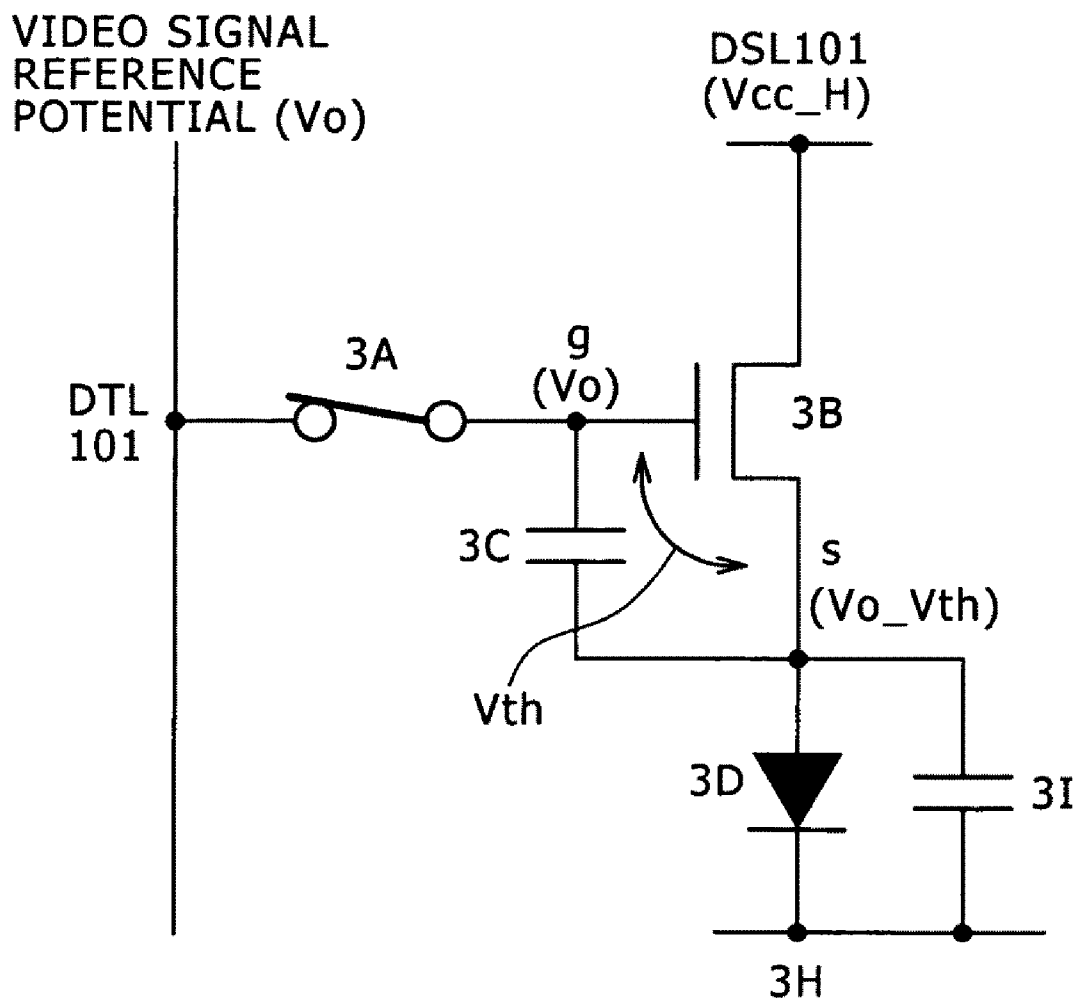 VIDEO SIGNAL
REFERENCE
POTENTIAL (Vo)
DSL101
(Vcc_H)
3A
g
(Vo)
DTL
101
3B
3C
s
(Vo_Vth)
Vth
3D
3I
3H